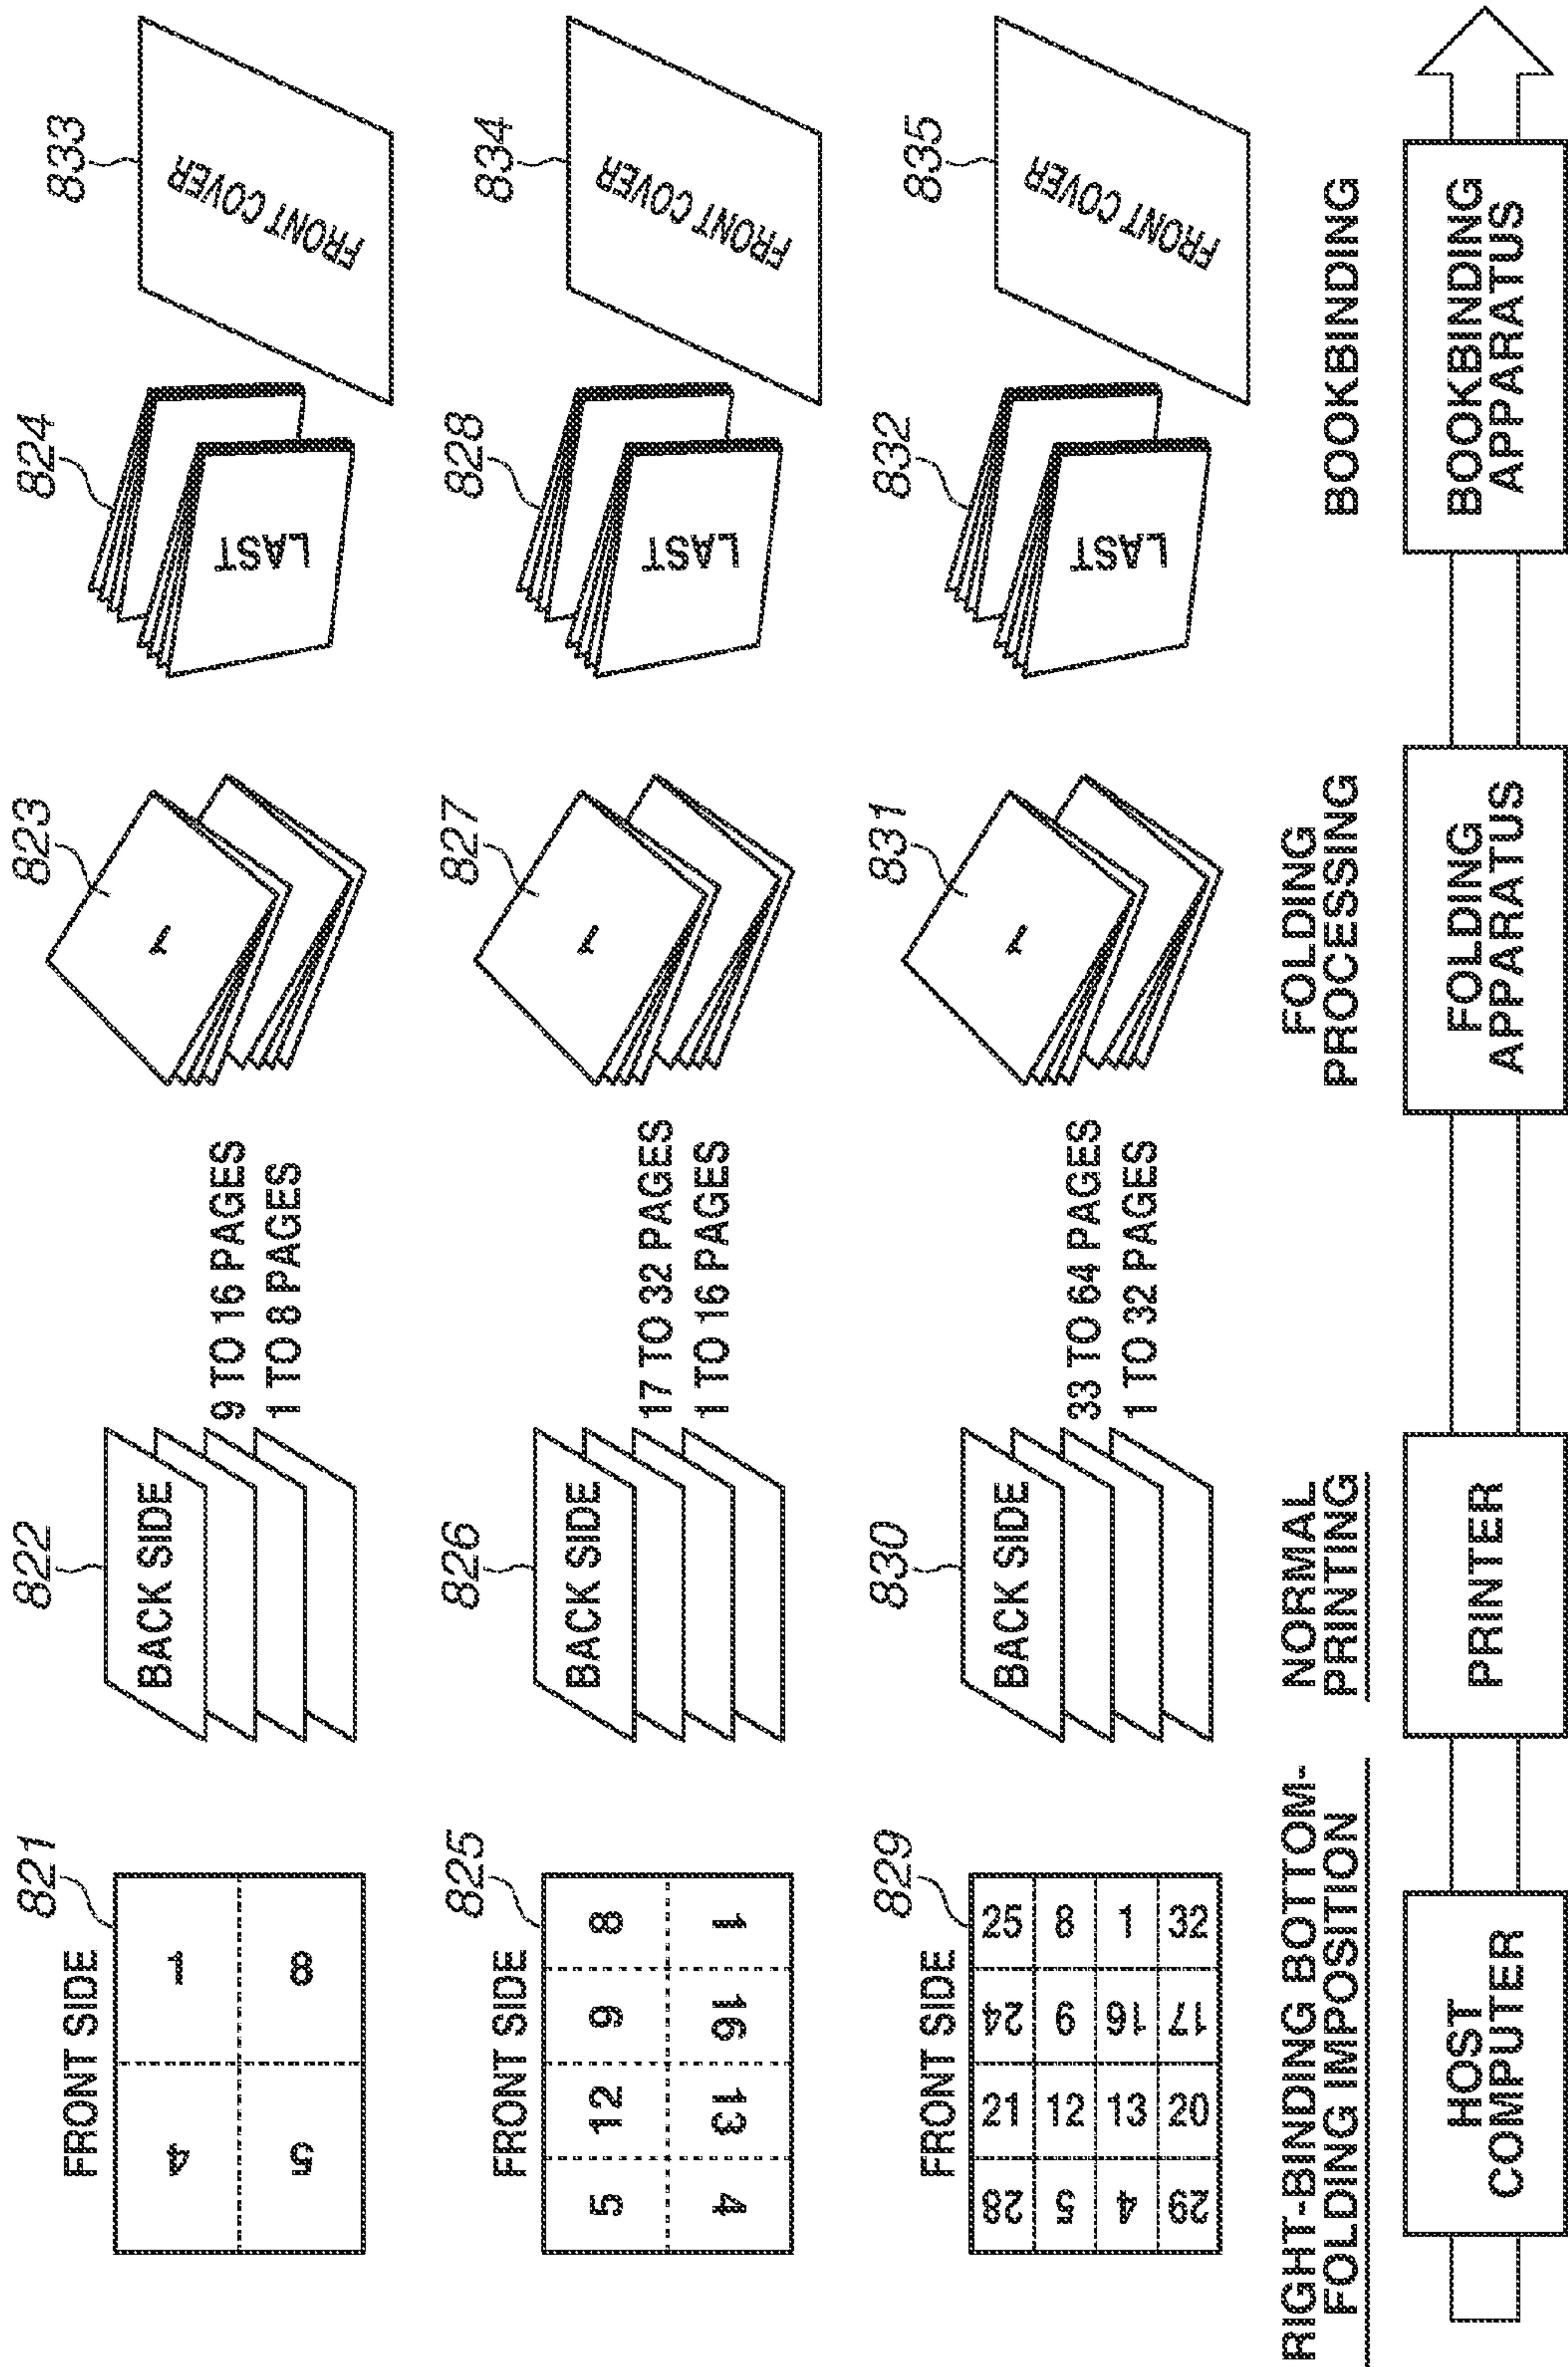 FRONT SIDE
821
4 1
5 8
822
BACK SIDE
9 TO 16 PAGES
1 TO 8 PAGES
823
1
824
LAST
833
FRONT COVER
FRONT SIDE
825
5 12 9 8
4 13 16 1
826
BACK SIDE
17 TO 32 PAGES
1 TO 16 PAGES
827
1
828
LAST
834
FRONT COVER
FRONT SIDE
829
28 21 24 25
5 12 9 8
4 13 16 1
29 20 17 32
830
BACK SIDE
33 TO 64 PAGES
1 TO 32 PAGES
831
1
832
LAST
835
FRONT COVER
RIGHT-BINDING BOTTOM-
FOLDING IMPOSITION
NORMAL
PRINTING
FOLDING
PROCESSING
BOOKBINDING
HOST
COMPUTER
PRINTER
FOLDING
APPARATUS
BOOKBINDING
APPARATUS